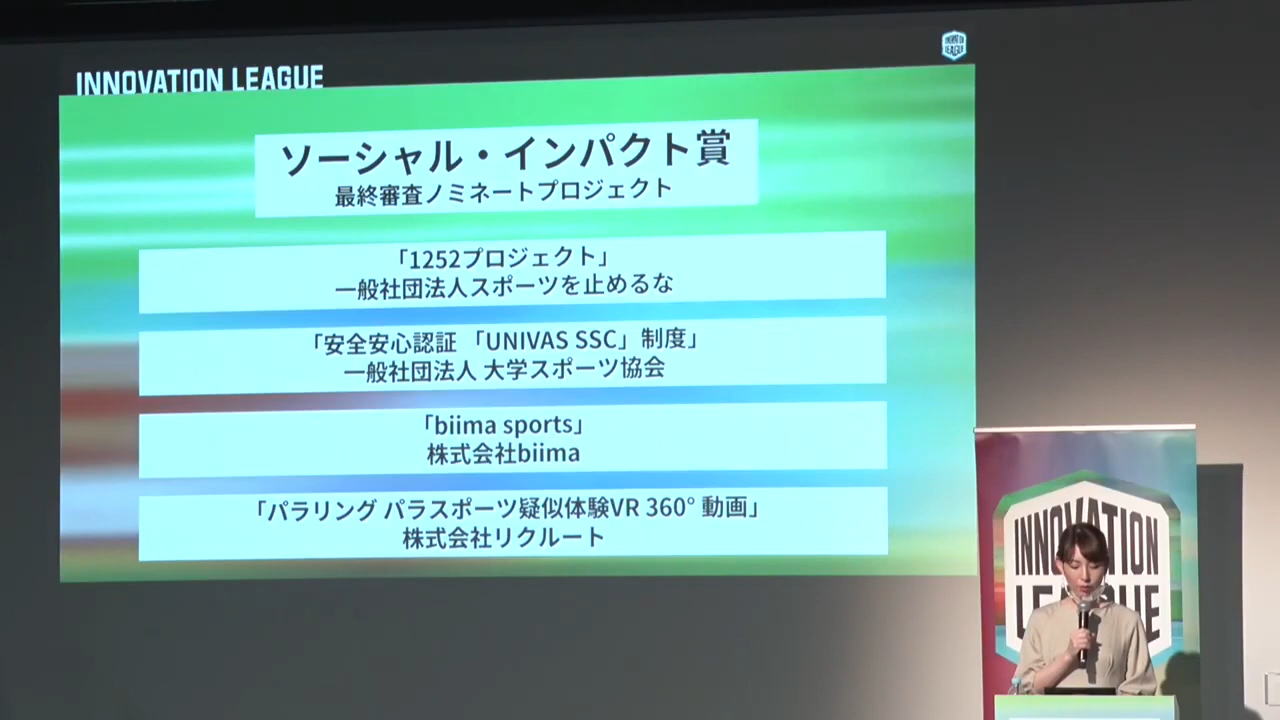 INNOVATION LEAGUE
INNOVATION
LEAGUE
ソーシャル・インパクト賞
最終審査ノミネートプロジェクト
「1252プロジェクト」
一般社団法人スポーツを止めるな
「安全安心認証 「UNIVAS SSC」制度」
一般社団法人 大学スポーツ協会
「biima sports」
株式会社biima
「パラリング パラスポーツ疑似体験VR 360° 動画」
株式会社リクルート
INNOVATION
LEAGUE